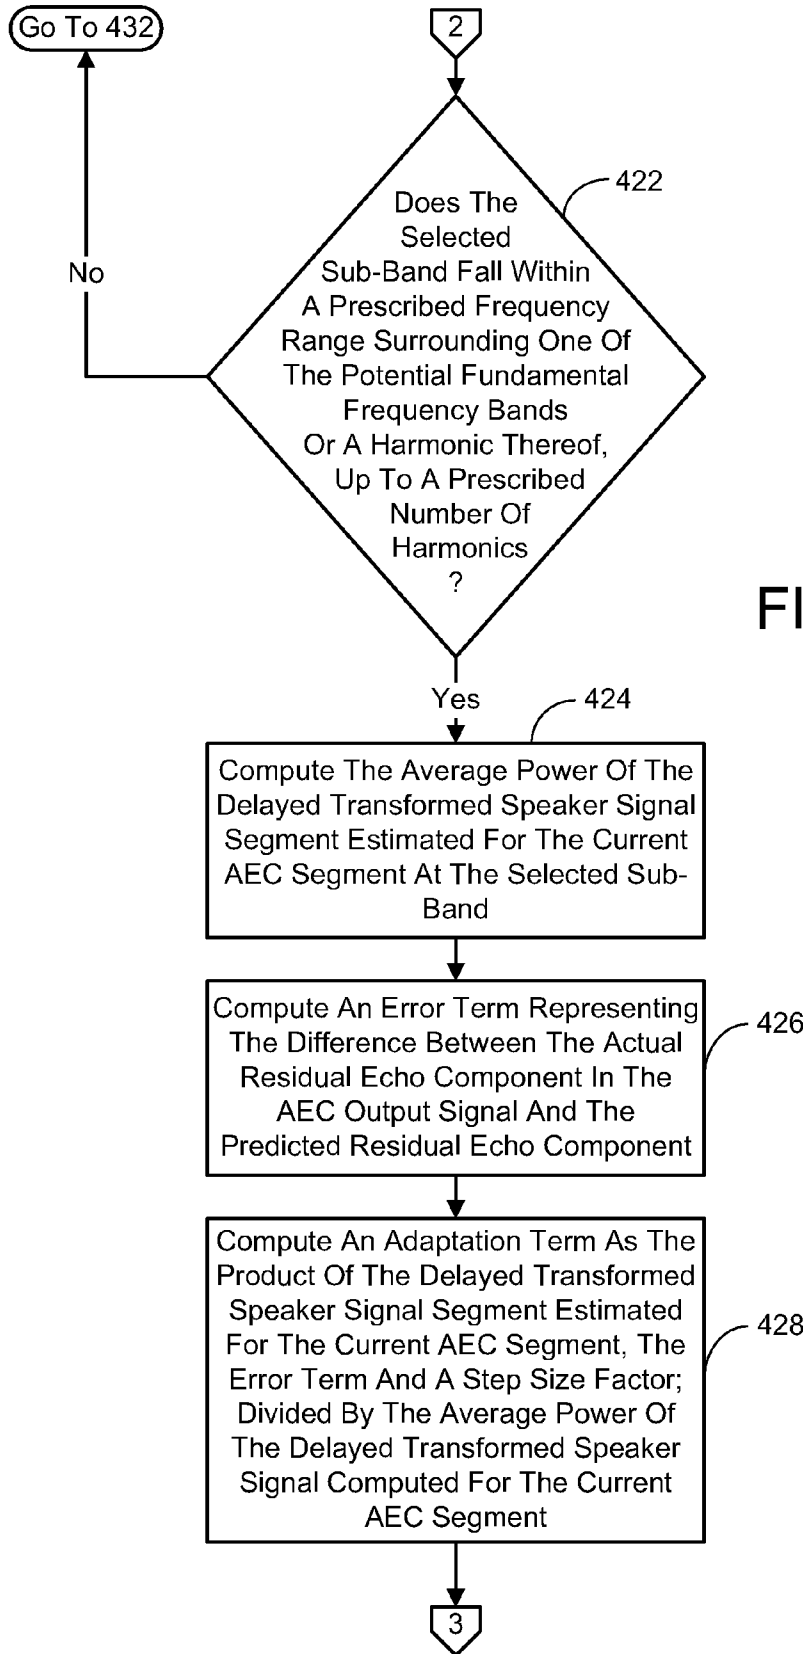 Go To 432
2
422
Does The
Selected
Sub-Band Fall Within
A Prescribed Frequency
Range Surrounding One Of
The Potential Fundamental
Frequency Bands
Or A Harmonic Thereof,
Up To A Prescribed
Number Of
Harmonics
?
No
FI
Yes
424
Compute The Average Power Of The
Delayed Transformed Speaker Signal
Segment Estimated For The Current
AEC Segment At The Selected Sub-
Band
Compute An Error Term Representing
The Difference Between The Actual
Residual Echo Component In The
AEC Output Signal And The
Predicted Residual Echo Component
426
Compute An Adaptation Term As The
Product Of The Delayed Transformed
Speaker Signal Segment Estimated
For The Current AEC Segment, The
Error Term And A Step Size Factor;
Divided By The Average Power Of
The Delayed Transformed Speaker
Signal Computed For The Current
AEC Segment
428
3